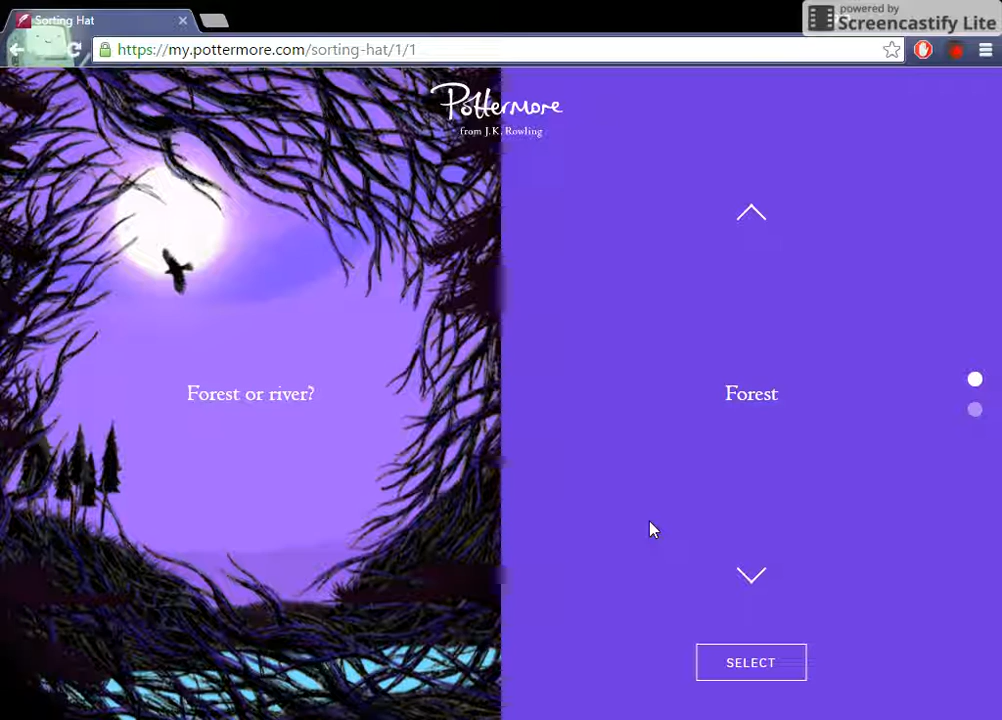 powered by
Screencastify Lite
Sorting Hat
https://my.pottermore.com/sorting-hat/1/1
Pottermore
from J.K. Rowling
Forest or river?
Forest
SELECT